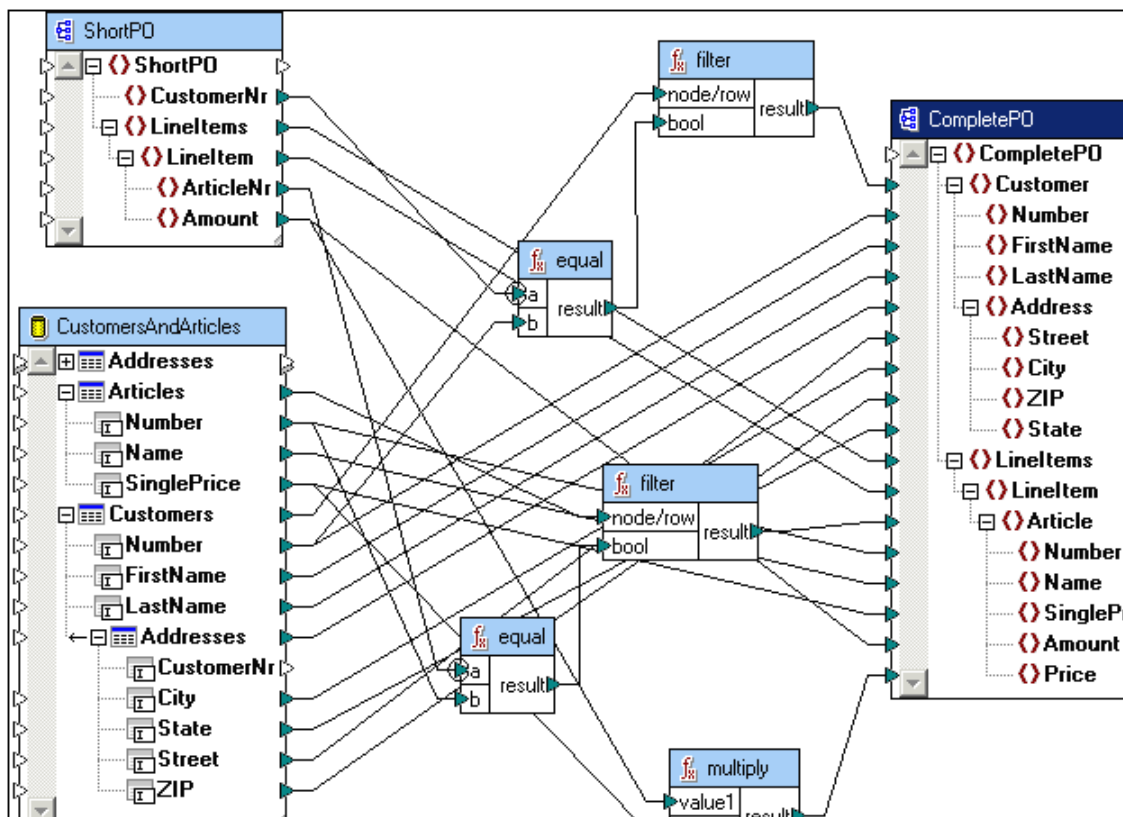 ShortPO
ShortPO
CustomerNr
LineItems
LineItem
ArticleNr
Amount
filter
node/row
bool
result
CompletePO
CompletePO
Customer
Number
FirstName
LastName
Address
Street
City
ZIP
State
LineItems
LineItem
Article
Number
Name
SinglePr
Amount
Price
equal
a
b
result
CustomersAndArticles
Addresses
Articles
Number
Name
SinglePrice
Customers
Number
FirstName
LastName
Addresses
CustomerNr
City
State
Street
ZIP
filter
node/row
bool
result
equal
a
b
result
multiply
value1
result